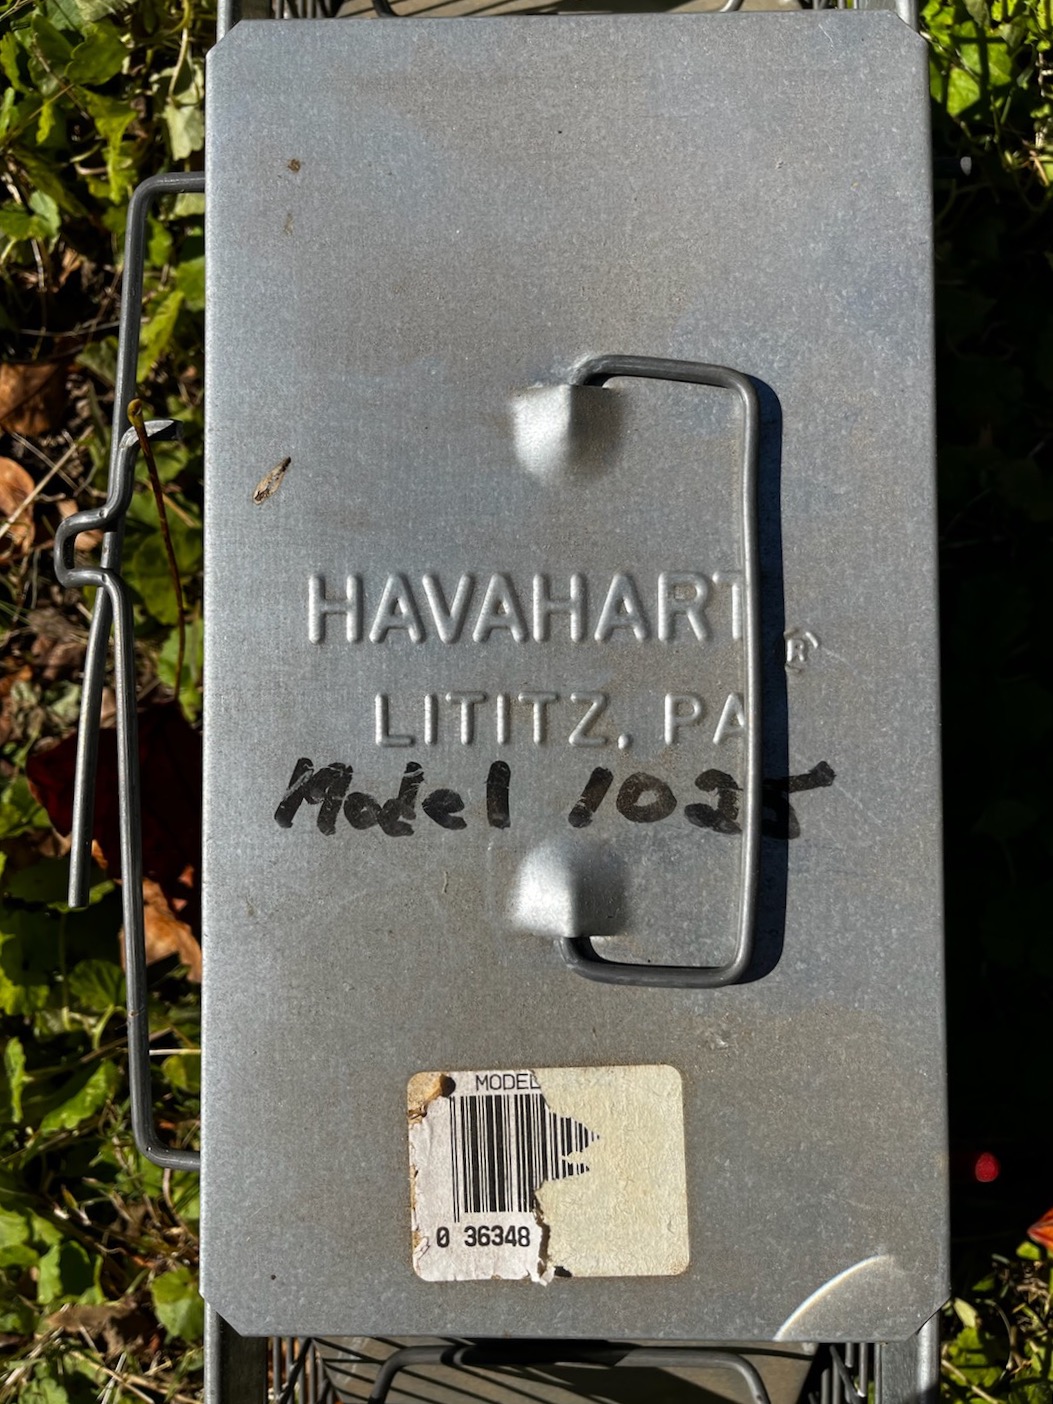 HAVAHART®
LITITZ, PA
Model 1025
MODEL
0 36348